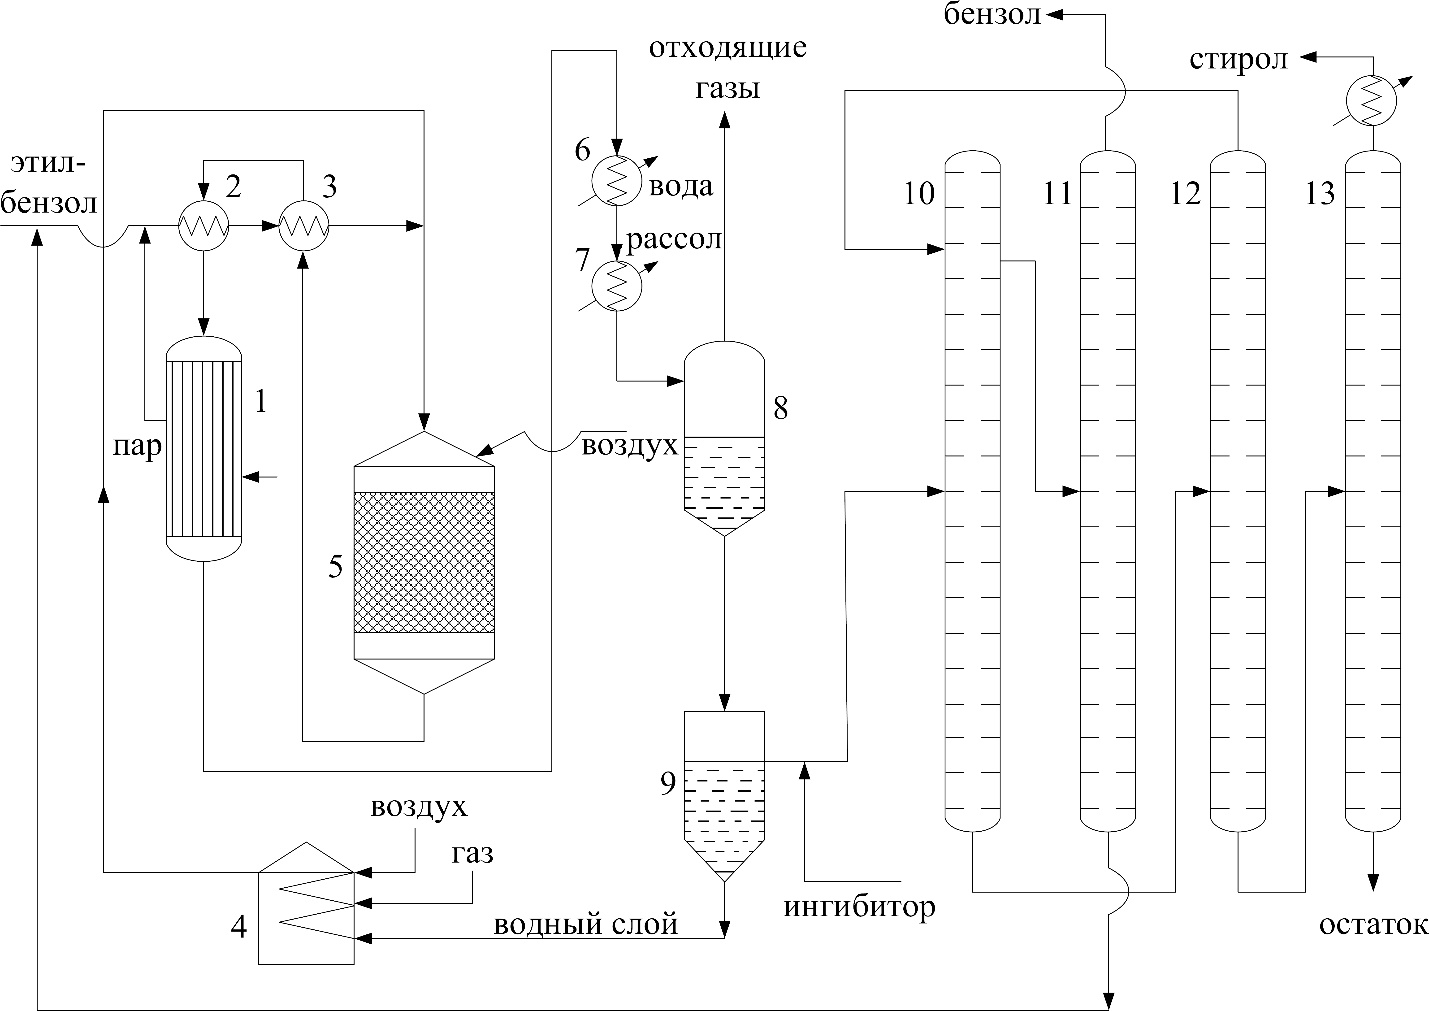 бензол
отходящие
газы
стирол
этил-
бензол
2
3
6
вода
рассол
7
10
11
12
13
1
8
пар
воздух
5
9
воздух
газ
4
водный слой
ингибитор
остаток